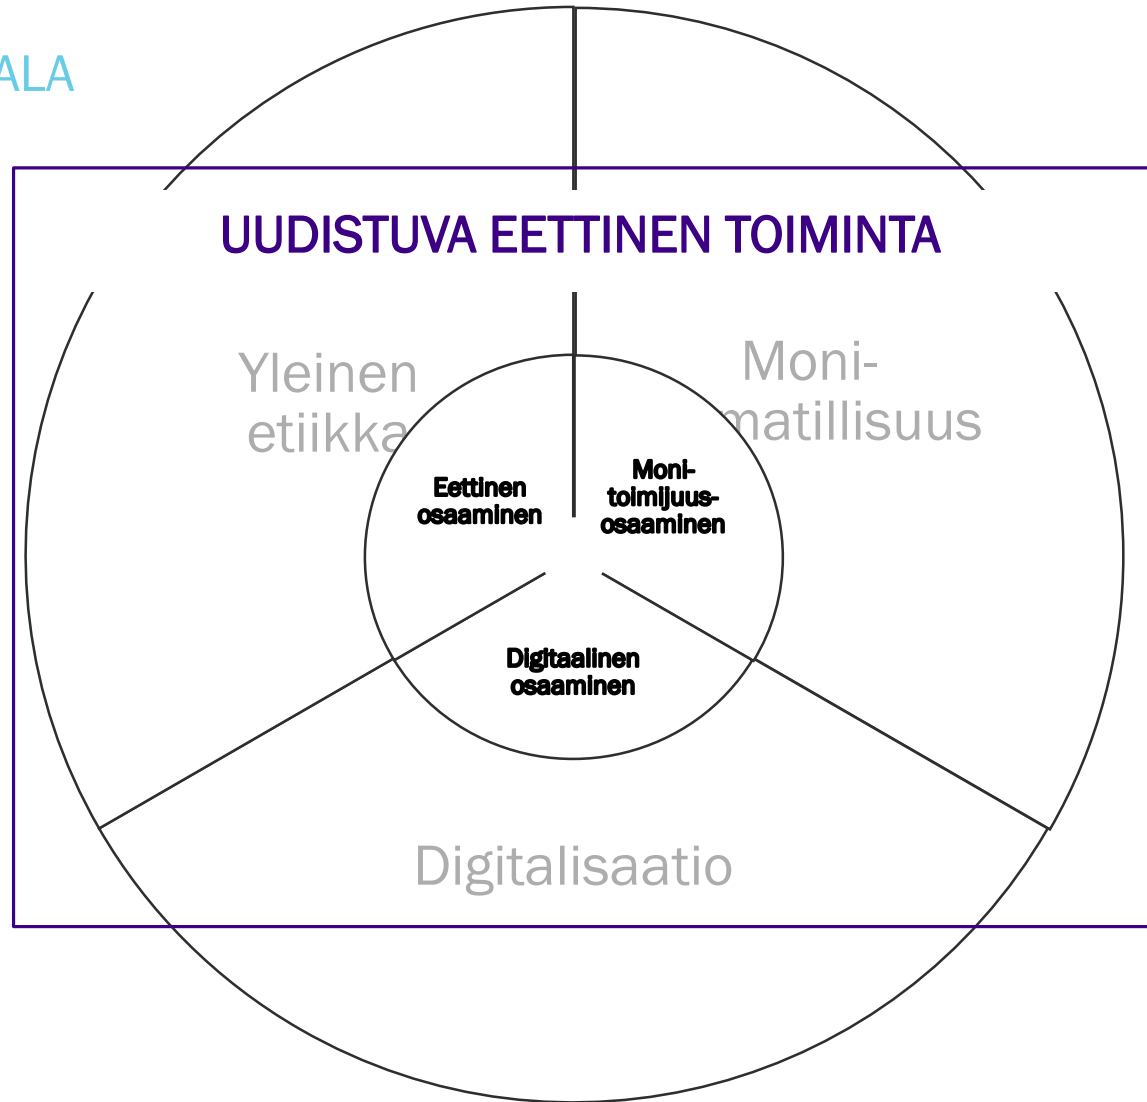 ALA
UUDISTUVA EETTINEN TOIMINTA
Yleinen
etiikka
Moni-
matillisuus
Eettinen
osaaminen
Moni-
toimijuus-
osaaminen
Digitaalinen
osaaminen
Digitalisaatio